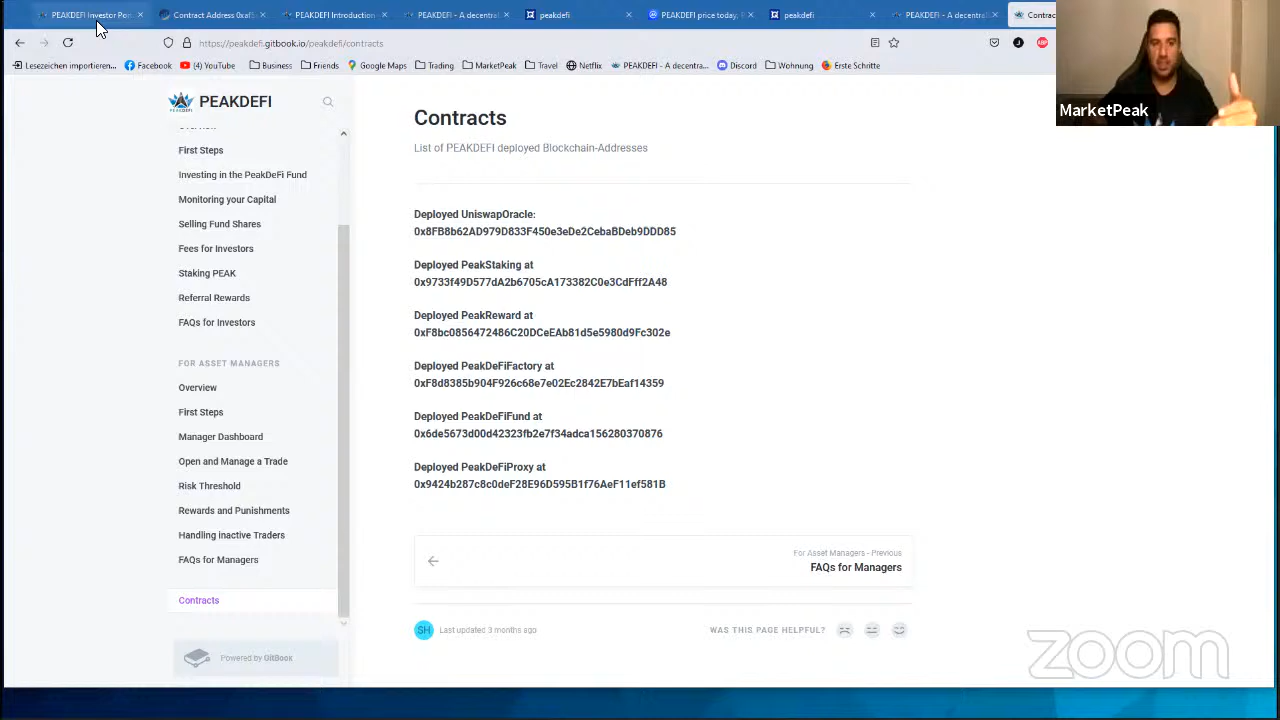 PEAKDEFI Investor Po
Contract Address 0xaf5
PEAKDEFI Introduction
PEAKDEFI - A decentral
peakdefi
PEAKDEFI price today, P
peakdefi
PEAKDEFI - A decentral
Contrac
https://peakdefi.gitbook.io/peakdefi/contracts
Lesezeichen importieren...
Facebook
(4) YouTube
Business
Friends
Google Maps
Trading
MarketPeak
Travel
Netflix
PEAKDEFI - A decentra...
Discord
Wohnung
Erste Schritte
MarketPeak
PEAKDEFI
Overview
First Steps
Investing in the PeakDeFi Fund
Monitoring your Capital
Selling Fund Shares
Fees for Investors
Staking PEAK
Referral Rewards
FAQs for Investors
FOR ASSET MANAGERS
Overview
First Steps
Manager Dashboard
Open and Manage a Trade
Risk Threshold
Rewards and Punishments
Handling inactive Traders
FAQs for Managers
Contracts
Powered by GitBook
Contracts
List of PEAKDEFI deployed Blockchain-Addresses
Deployed UniswapOracle:
0x8FB8b62AD979D833F450e3eDe2CebaBDeb9DDD85
Deployed PeakStaking at
0x9733f49D577dA2b6705cA173382C0e3CdFff2A48
Deployed PeakReward at
0xF8bc0856472486C20DCeEAb81d5e5980d9Fc302e
Deployed PeakDeFiFactory at
0xF8d8385b904F926c68e7e02Ec2842E7bEaf14359
Deployed PeakDeFiFund at
0x6de5673d00d42323fb2e7f34adca156280370876
Deployed PeakDeFiProxy at
0x9424b287c8c0deF28E96D595B1f76AeF11ef581B
For Asset Managers - Previous
FAQs for Managers
SH
Last updated 3 months ago
WAS THIS PAGE HELPFUL?
zoom